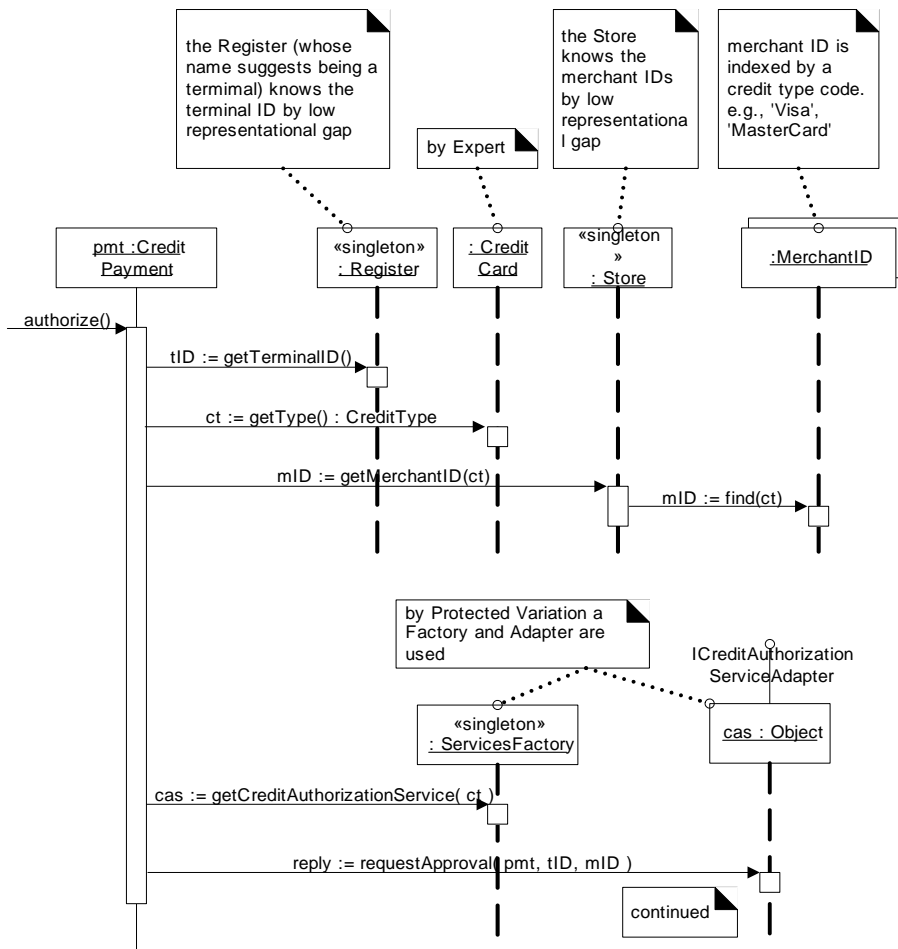 the Register (whose
name suggests being a
termimal) knows the
terminal ID by low
representational gap
by Expert
the Store
knows the
merchant IDs
by low
representationa
l gap
merchant ID is
indexed by a
credit type code.
e.g., 'Visa',
'MasterCard'
pmt :Credit
Payment
«singleton»
: Register
: Credit
Card
«singleton
»
: Store
:MerchantID
authorize()
tID := getTerminalID()
ct := getType() : CreditType
mID := getMerchantID(ct)
mID := find(ct)
by Protected Variation a
Factory and Adapter are
used
ICreditAuthorization
ServiceAdapter
«singleton»
: ServicesFactory
cas : Object
cas := getCreditAuthorizationService( ct )
reply := requestApproval( pmt, tID, mID )
continued